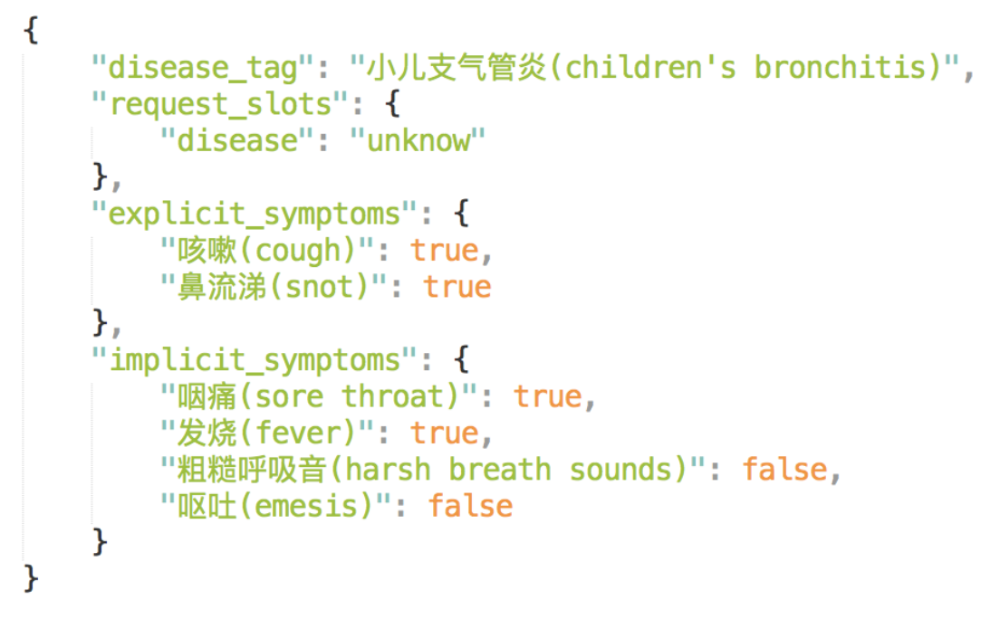 {
    "disease_tag": "小儿支气管炎(children's bronchitis)",
    "request_slots": {
        "disease": "unknow"
    },
    "explicit_symptoms": {
        "咳嗽(cough)": true,
        "鼻流涕(snot)": true
    },
    "implicit_symptoms": {
        "咽痛(sore throat)": true,
        "发烧(fever)": true,
        "粗糙呼吸音(harsh breath sounds)": false,
        "呕吐(emesis)": false
    }
}